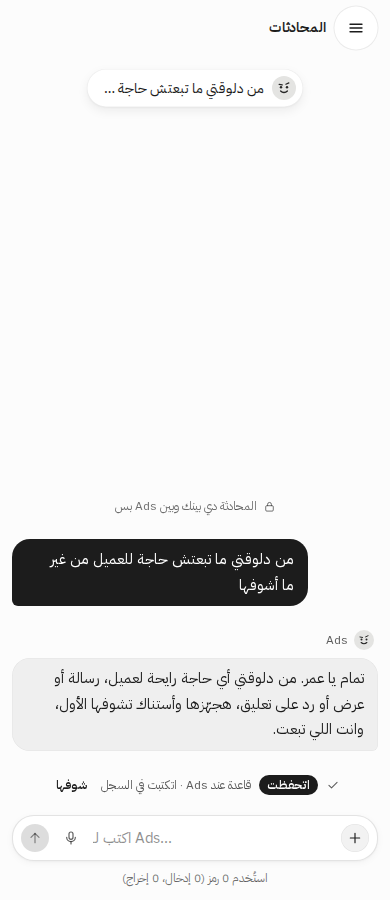 المحادثات
من دلوقتي ما تبعتش حاجة ...
المحادثة دي بينك وبين Ads بس
من دلوقتي ما تبعتش حاجة للعميل من غير
ما أشوفها
Ads
تمام يا عمر. من دلوقتي أي حاجة رايحة لعميل، رسالة أو
عرض أو رد على تعليق، هجهّزها وأستناك تشوفها الأول،
وانت اللي تبعت.
اتحفظت قاعدة عند Ads · اتكتبت في السجل شوفها
اكتب لـ Ads...
استُخدم 0 رمز (0 إدخال، 0 إخراج)